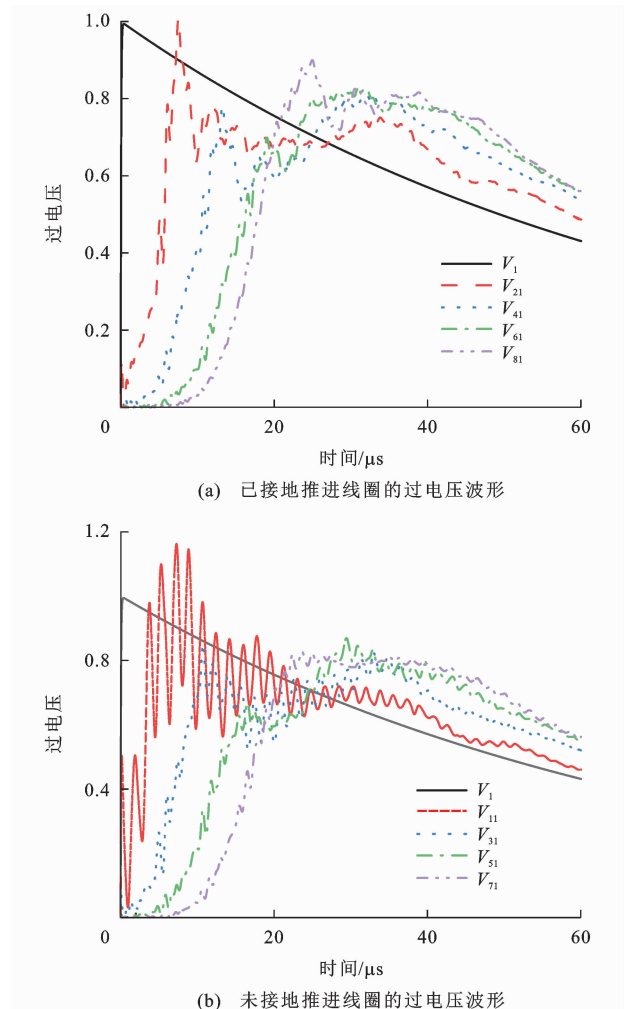 1.0
0.8
0.6
0.4
0.2
0
20
40
60
过电压
V₁
V₂₁
V₄₁
V₆₁
V₈₁
时间/μs
(a) 已接地推进线圈的过电压波形
1.2
0.8
0.4
0
20
40
60
过电压
V₁
V₁₁
V₃₁
V₅₁
V₇₁
时间/μs
(b) 未接地推进线圈的过电压波形